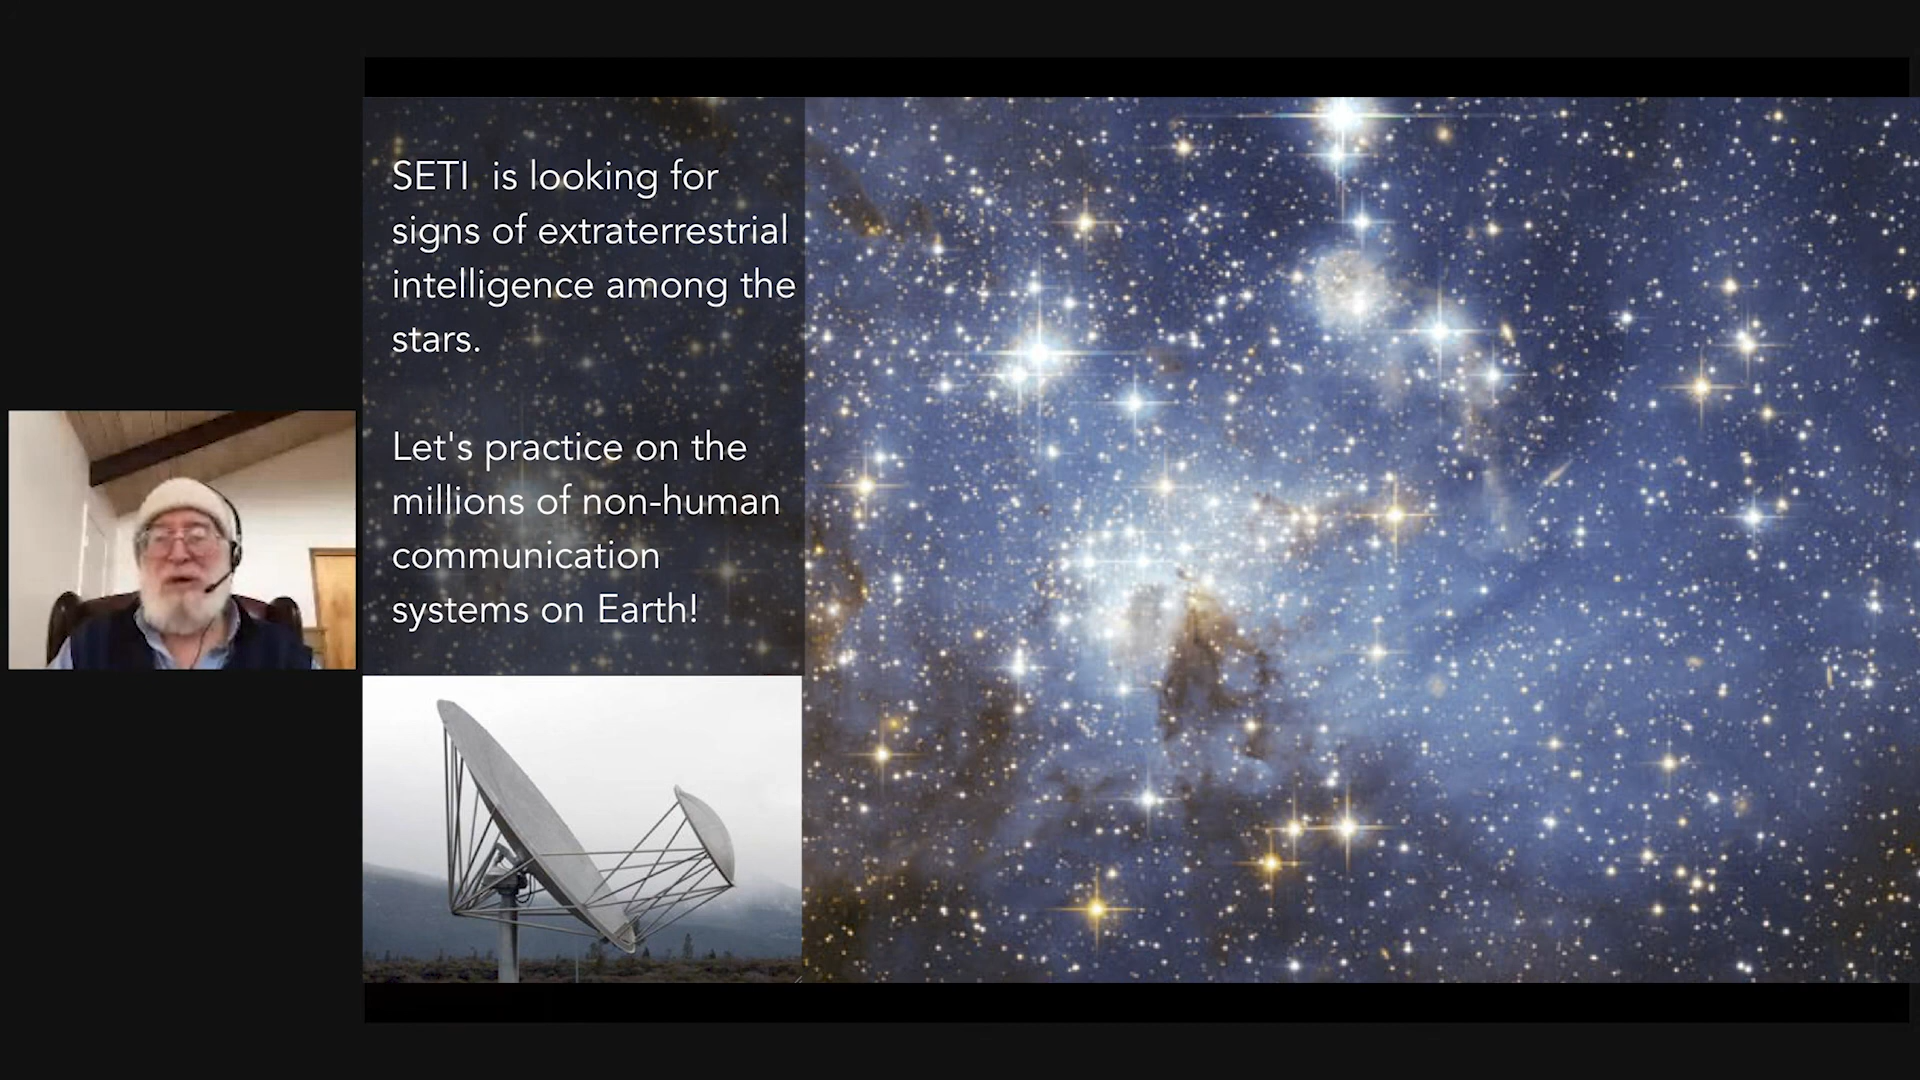 SETI  is looking for
signs of extraterrestrial
intelligence among the
stars.
Let's practice on the
millions of non-human
communication
systems on Earth!